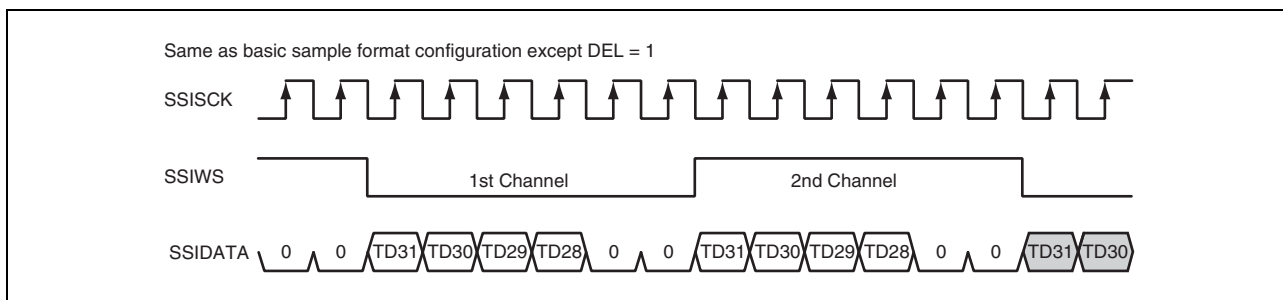 Same as basic sample format configuration except DEL = 1
SSISCK
SSIWS 1st Channel 2nd Channel
SSIDATA 0 0 TD31 TD30 TD29 TD28 0 0 TD31 TD30 TD29 TD28 0 0 TD31 TD30